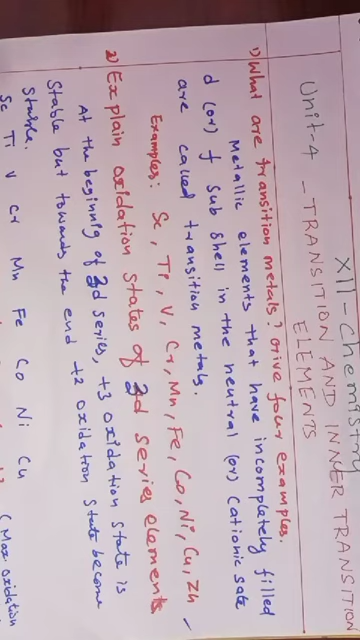 XII-Chemistry
Unit-4 - TRANSITION AND INNER TRANSITION
ELEMENTS
1) What are transition metals? Give four examples.
Metallic elements that have incompletely filled
d (or) f sub shell in the neutral (or) cationic sate
are called transition metals.
Examples: Sc, Ti, V, Cr, Mn, Fe, Co, Ni, Cu, Zn
2) Explain oxidation states of 3d series elements
At the beginning of 3d series, +3 oxidation state is
Stable but towards the end +2 oxidation state become
Stable.
Sc Ti V Cr Mn Fe Co Ni Cu (Max oxidation